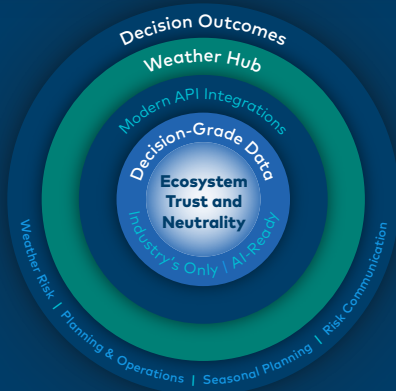 Decision Outcomes
Weather Hub
Modern API Integrations
Decision-Grade Data
Ecosystem
Trust and
Neutrality
Industry's Only | AI-Ready
Weather Risk | Planning & Operations | Seasonal Planning | Risk Communication